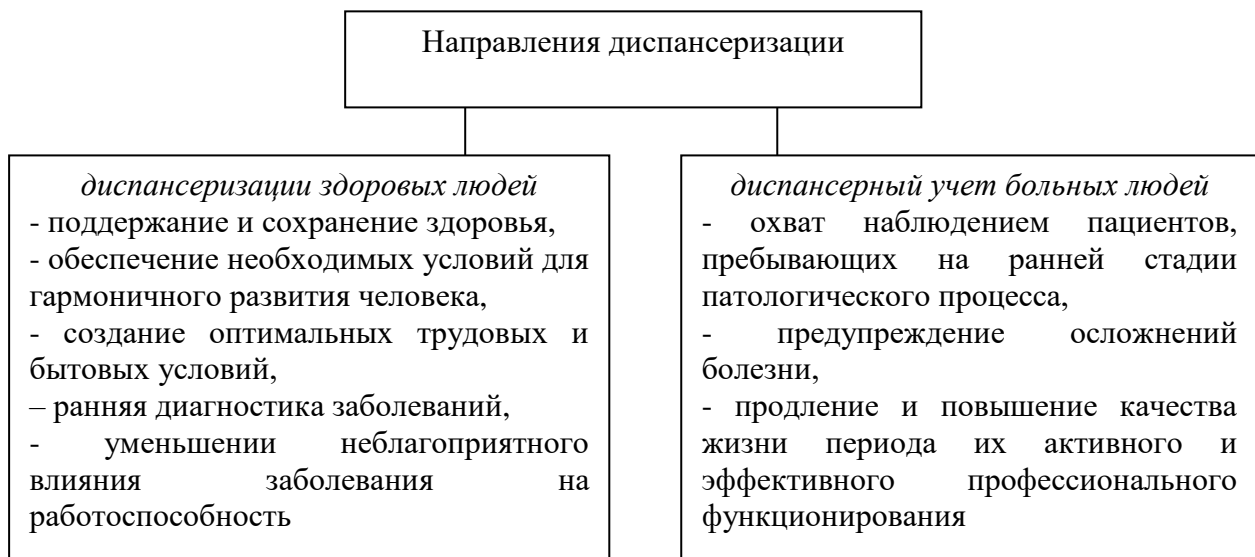 Направления диспансеризации
диспансеризации здоровых людей
- поддержание и сохранение здоровья,
- обеспечение необходимых условий для
гармоничного развития человека,
- создание оптимальных трудовых и
бытовых условий,
– ранняя диагностика заболеваний,
- уменьшении неблагоприятного
влияния заболевания на
работоспособность
диспансерный учет больных людей
- охват наблюдением пациентов,
пребывающих на ранней стадии
патологического процесса,
- предупреждение осложнений
болезни,
- продление и повышение качества
жизни периода их активного и
эффективного профессионального
функционирования